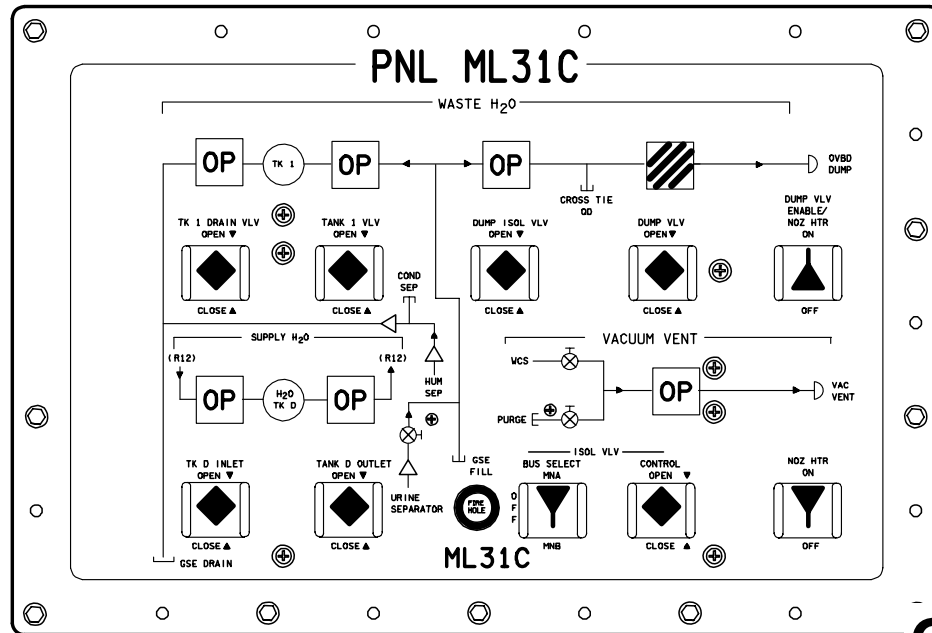 PNL ML31C
WASTE H2O
OP
TK 1
OP
OP
OVBD
DUMP
CROSS TIE
QD
TK 1 DRAIN VLV
OPEN ▼
CLOSE ▲
TANK 1 VLV
OPEN ▼
CLOSE ▲
DUMP ISOL VLV
OPEN ▼
CLOSE ▲
DUMP VLV
OPEN ▼
CLOSE ▲
DUMP VLV
ENABLE/
NOZ HTR
ON
OFF
COND
SEP
HUM
SEP
SUPPLY H2O
(R12)
(R12)
OP
H2O
TK D
OP
VACUUM VENT
WCS
PURGE
OP
VAC
VENT
TK D INLET
OPEN ▼
CLOSE ▲
TANK D OUTLET
OPEN ▼
CLOSE ▲
URINE
SEPARATOR
GSE
FILL
FIRE
HOLE
ISOL VLV
BUS SELECT
MNA
OFF
MNB
CONTROL
OPEN ▼
CLOSE ▲
NOZ HTR
ON
OFF
GSE DRAIN
ML31C